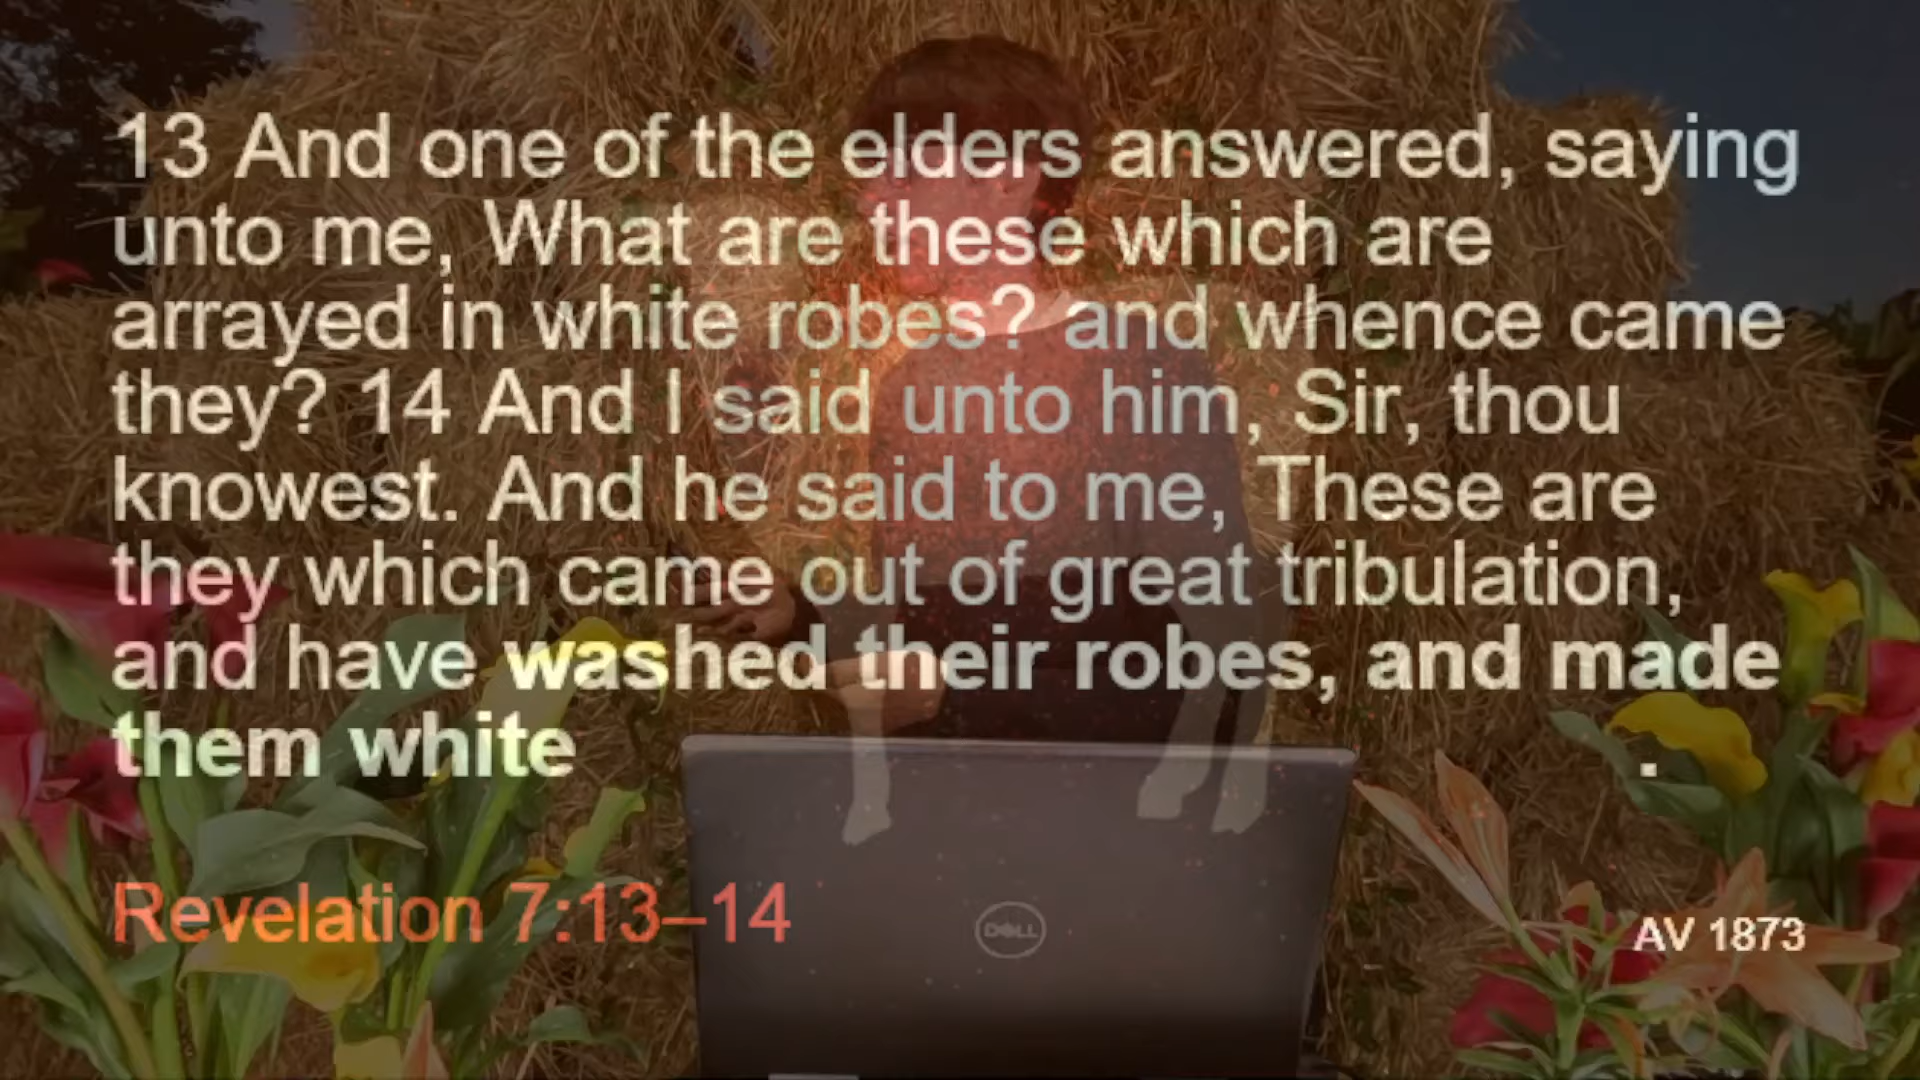 13 And one of the elders answered, saying
unto me, What are these which are
arrayed in white robes? and whence came
they? 14 And I said unto him, Sir, thou
knowest. And he said to me, These are
they which came out of great tribulation,
and have washed their robes, and made
them white .
Revelation 7:13–14
AV 1873
DELL